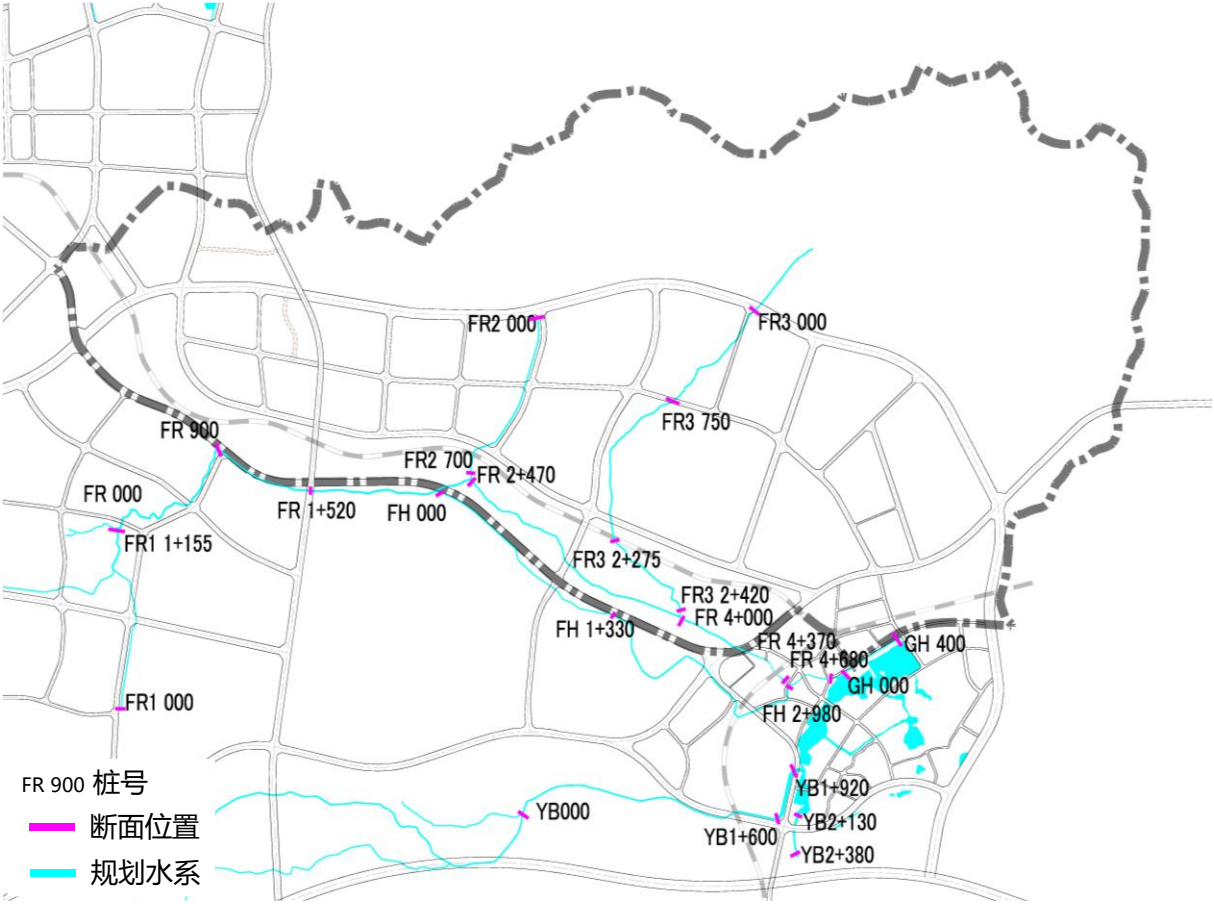 FR2 000
FR3 000
FR3 750
FR 900
FR2 700
FR 2+470
FR 000
FR 1+520
FH 000
FR1 1+155
FR3 2+275
FR3 2+420
FR 4+000
FH 1+330
FR 4+370
GH 400
FR 4+680
GH 000
FR1 000
FH 2+980
FR 900 桩号
YB1+920
断面位置
YB000
YB2+130
YB1+600
YB2+380
规划水系